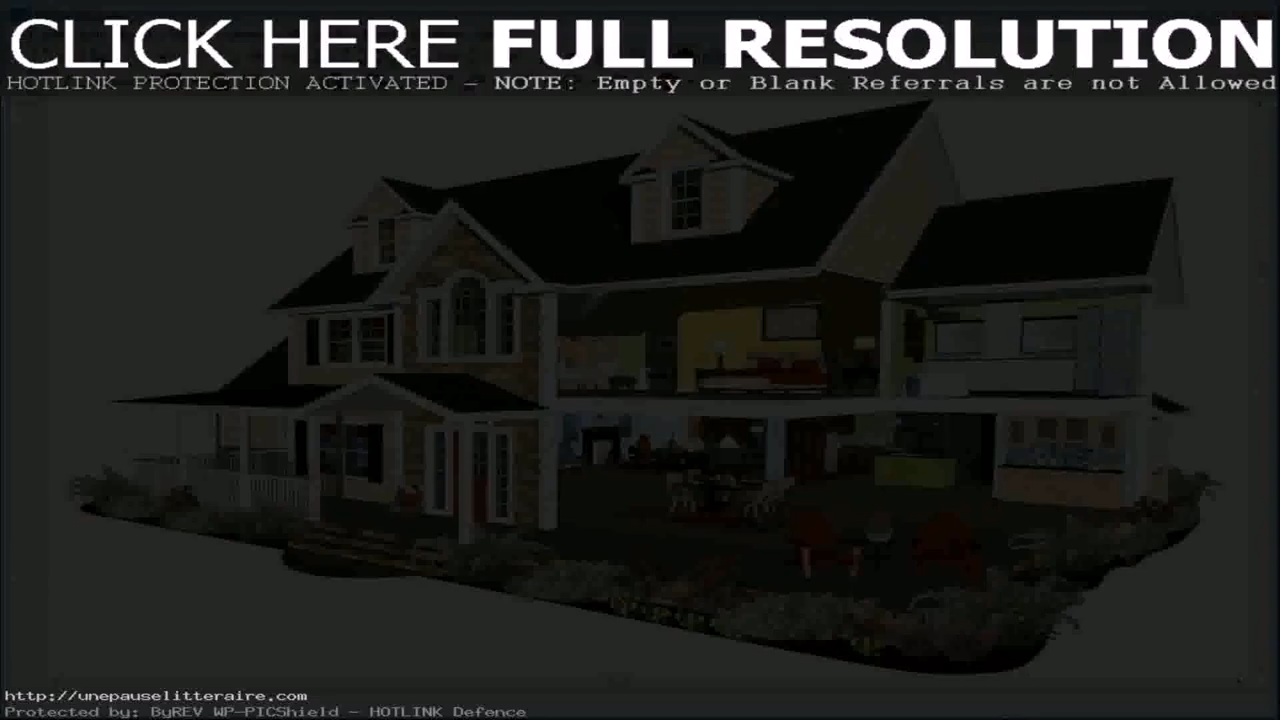 CLICK HERE FULL RESOLUTION
HOTLINK PROTECTION ACTIVATED - NOTE: Empty or Blank Referrals are not Allowed
http://unepauselitteraire.com
Protected by: ByREV WP-PICShield - HOTLINK Defence